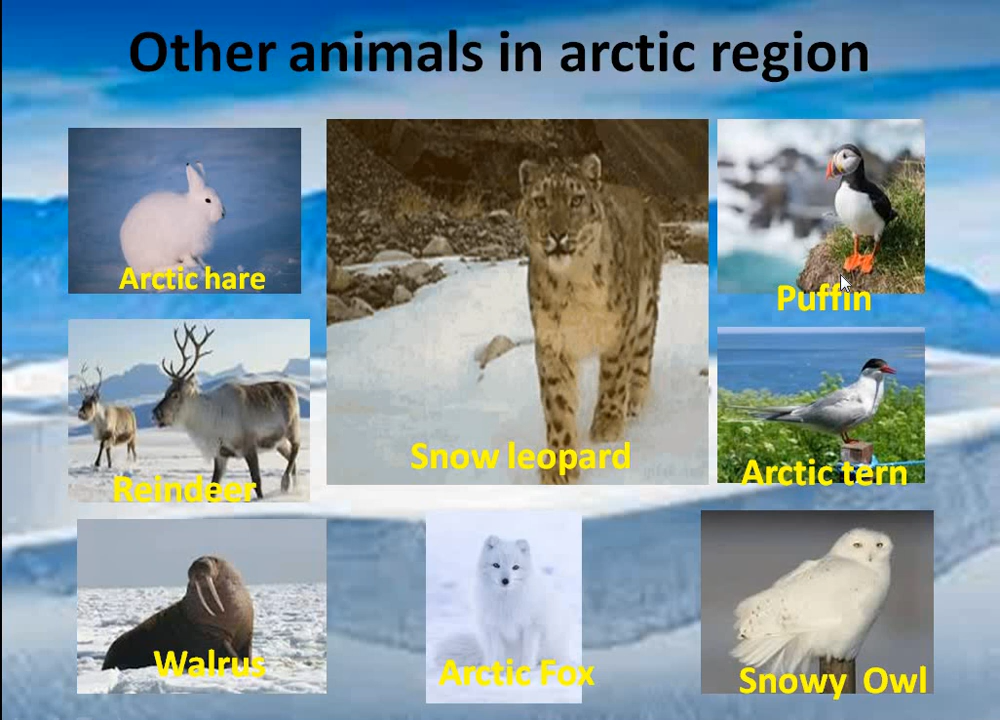 Other animals in arctic region
Arctic hare
Snow leopard
Puffin
Reindeer
Arctic tern
Walrus
Arctic Fox
Snowy Owl